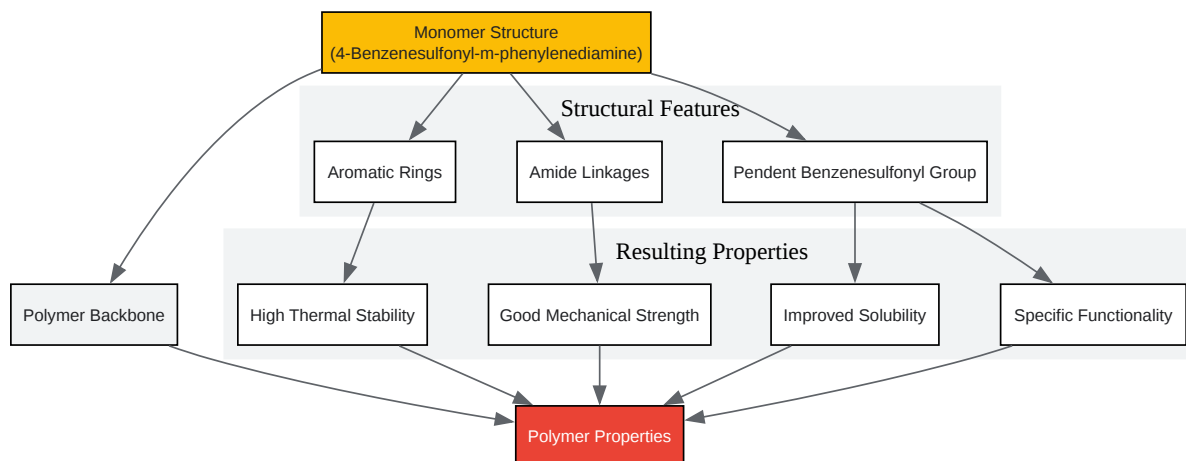 Monomer Structure
(4-Benzenesulfonyl-m-phenylenediamine)
Structural Features
Aromatic Rings
Amide Linkages
Pendent Benzenesulfonyl Group
Resulting Properties
Polymer Backbone
High Thermal Stability
Good Mechanical Strength
Improved Solubility
Specific Functionality
Polymer Properties